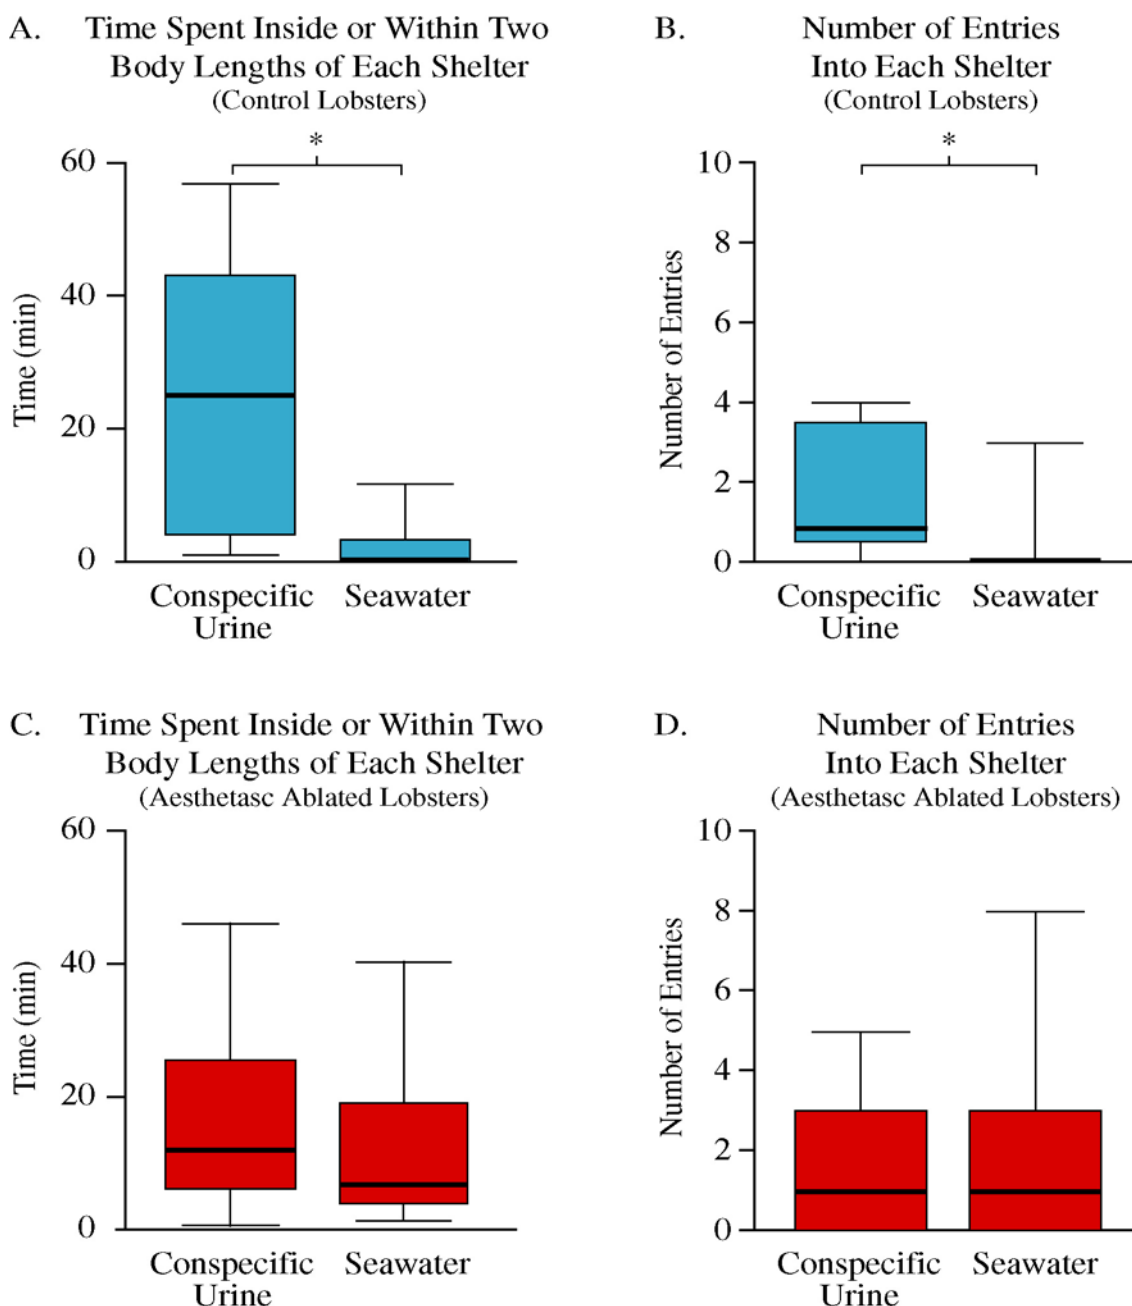 A. Time Spent Inside or Within Two
Body Lengths of Each Shelter
(Control Lobsters)
*
60
40
20
0
Time (min)
Conspecific Seawater
Urine
B. Number of Entries
Into Each Shelter
(Control Lobsters)
*
10
8
6
4
2
0
Number of Entries
Conspecific Seawater
Urine
C. Time Spent Inside or Within Two
Body Lengths of Each Shelter
(Aesthetasc Ablated Lobsters)
60
40
20
0
Time (min)
Conspecific Seawater
Urine
D. Number of Entries
Into Each Shelter
(Aesthetasc Ablated Lobsters)
10
8
6
4
2
0
Number of Entries
Conspecific Seawater
Urine